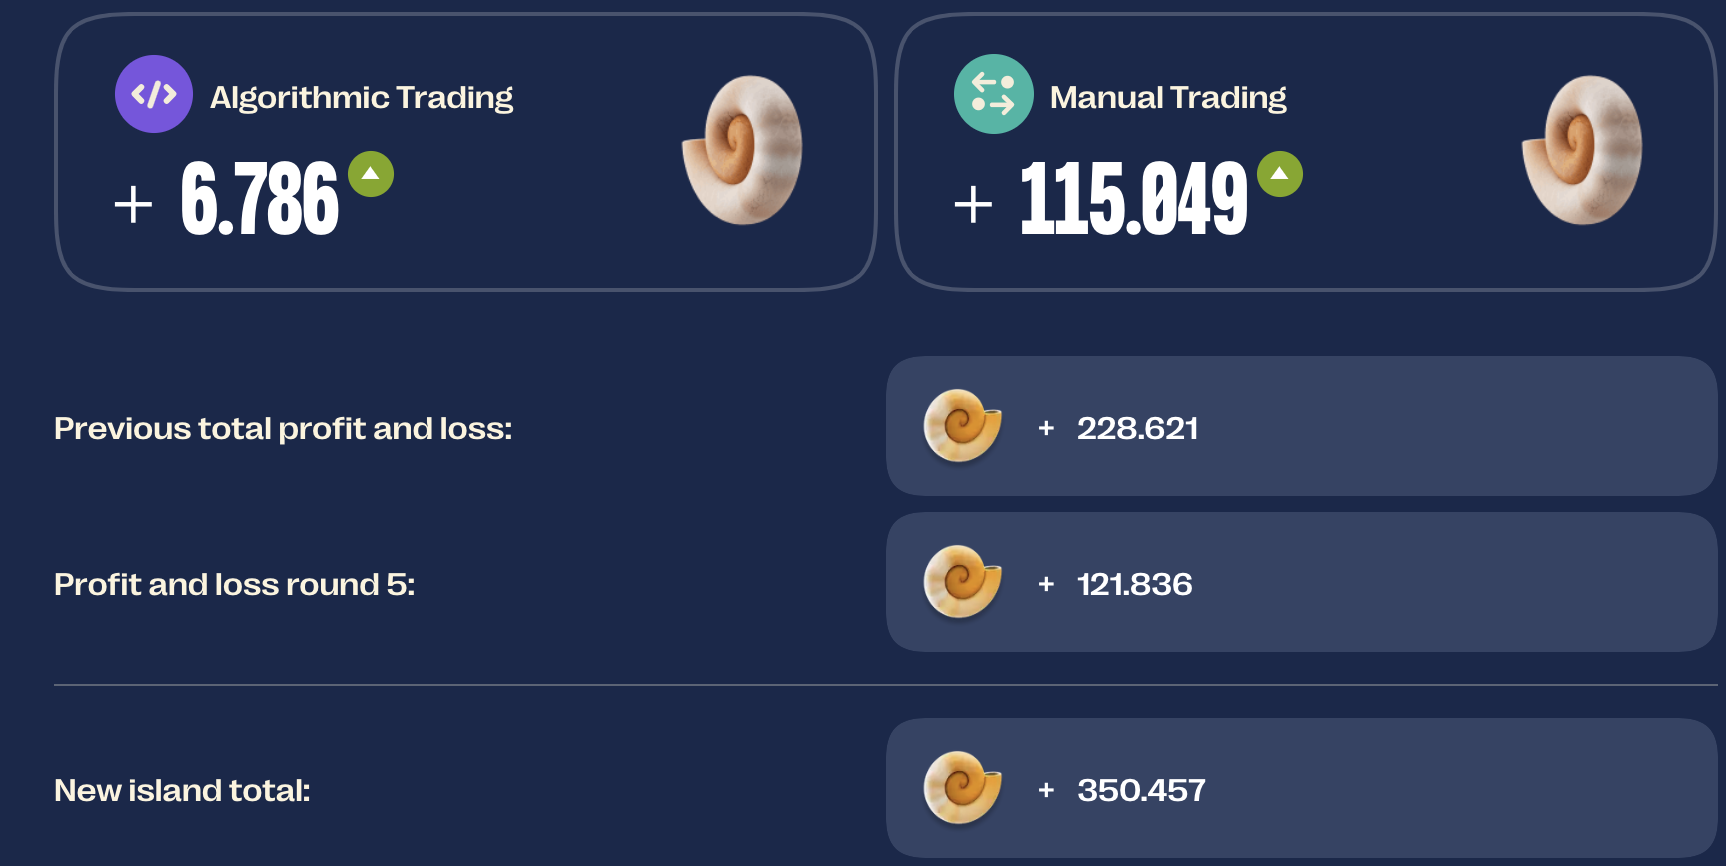 Algorithmic Trading
+ 6.786
Manual Trading
+ 115.049
Previous total profit and loss:
+ 228.621
Profit and loss round 5:
+ 121.836
New island total:
+ 350.457